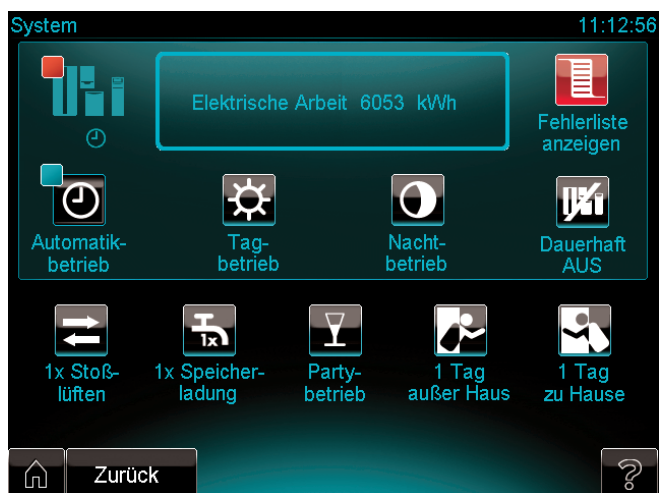 System 11:12:56
Elektrische Arbeit 6053 kWh
Fehlerliste
anzeigen
Automatik-
betrieb
Tag-
betrieb
Nacht-
betrieb
Dauerhaft
AUS
1x
1x Stoß-
lüften
1x Speicher-
ladung
Party-
betrieb
1 Tag
außer Haus
1 Tag
zu Hause
Zurück
?